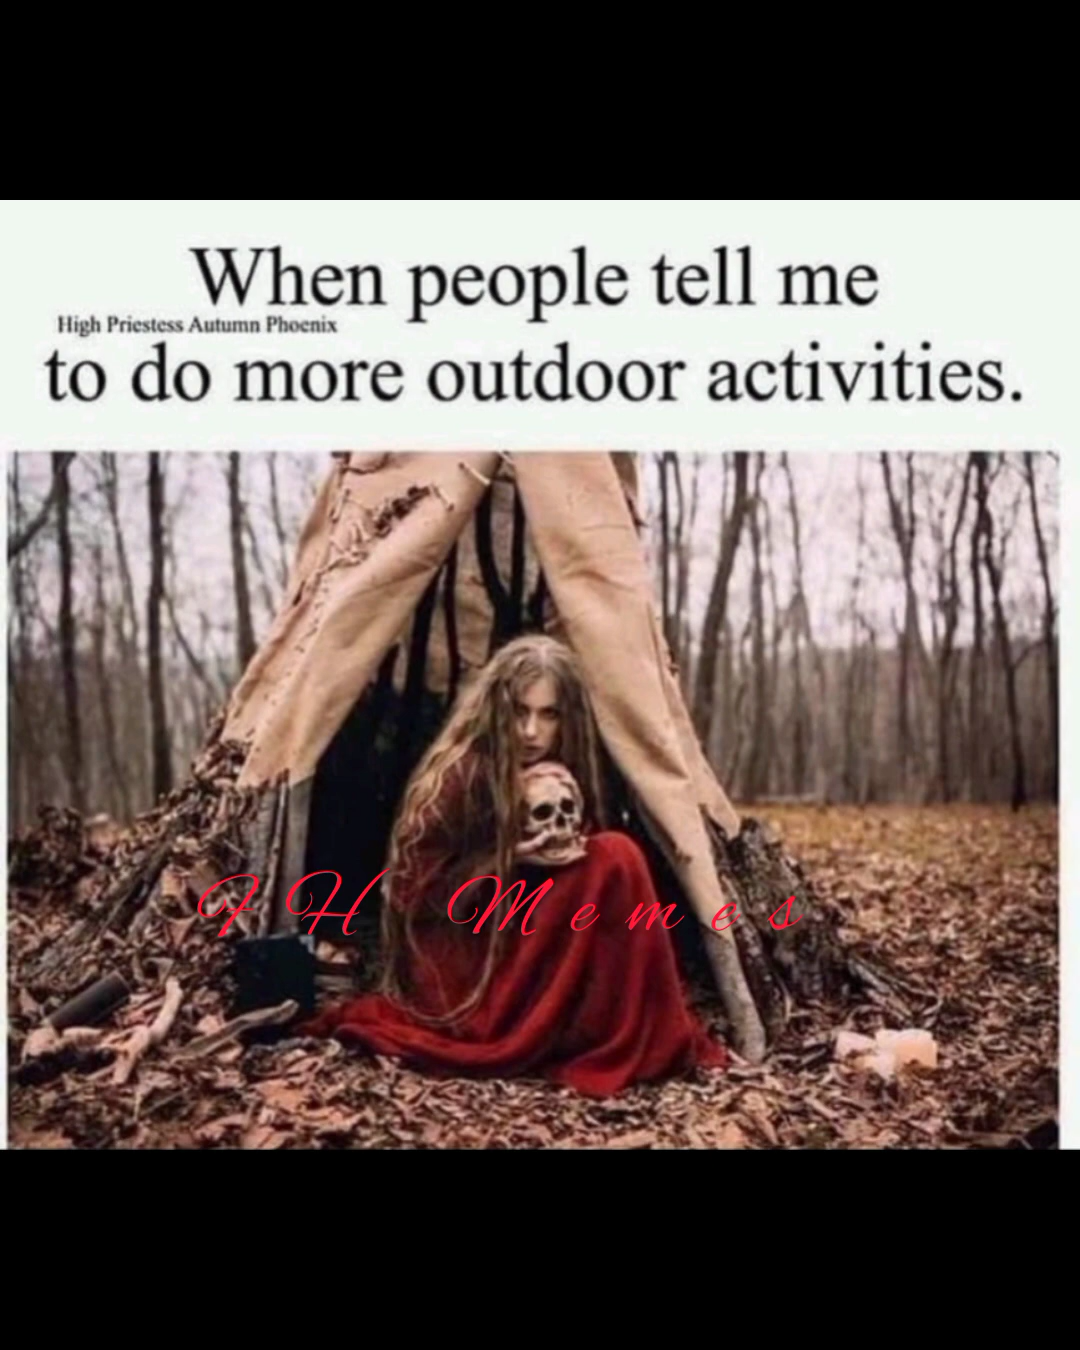 When people tell me
High Priestess Autumn Phoenix
to do more outdoor activities.
FH Memes